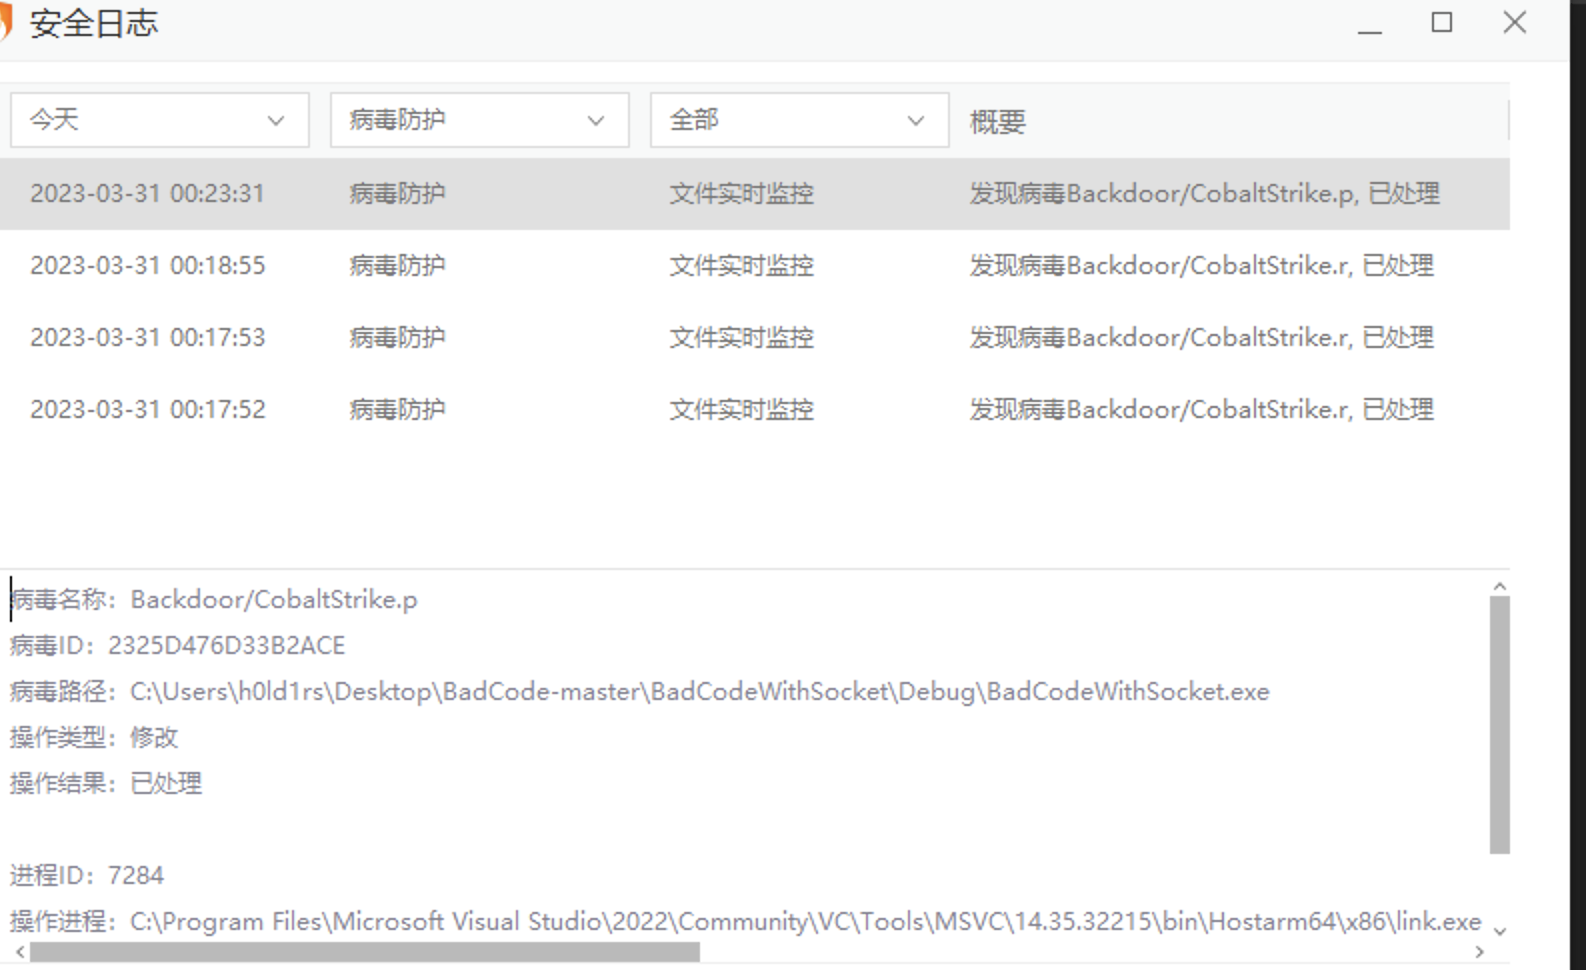 安全日志
今天 病毒防护 全部 概要
2023-03-31 00:23:31 病毒防护 文件实时监控 发现病毒Backdoor/CobaltStrike.p, 已处理
2023-03-31 00:18:55 病毒防护 文件实时监控 发现病毒Backdoor/CobaltStrike.r, 已处理
2023-03-31 00:17:53 病毒防护 文件实时监控 发现病毒Backdoor/CobaltStrike.r, 已处理
2023-03-31 00:17:52 病毒防护 文件实时监控 发现病毒Backdoor/CobaltStrike.r, 已处理
病毒名称：Backdoor/CobaltStrike.p
病毒ID：2325D476D33B2ACE
病毒路径：C:\Users\h0ld1rs\Desktop\BadCode-master\BadCodeWithSocket\Debug\BadCodeWithSocket.exe
操作类型：修改
操作结果：已处理
进程ID：7284
操作进程：C:\Program Files\Microsoft Visual Studio\2022\Community\VC\Tools\MSVC\14.35.32215\bin\Hostarm64\x86\link.exe